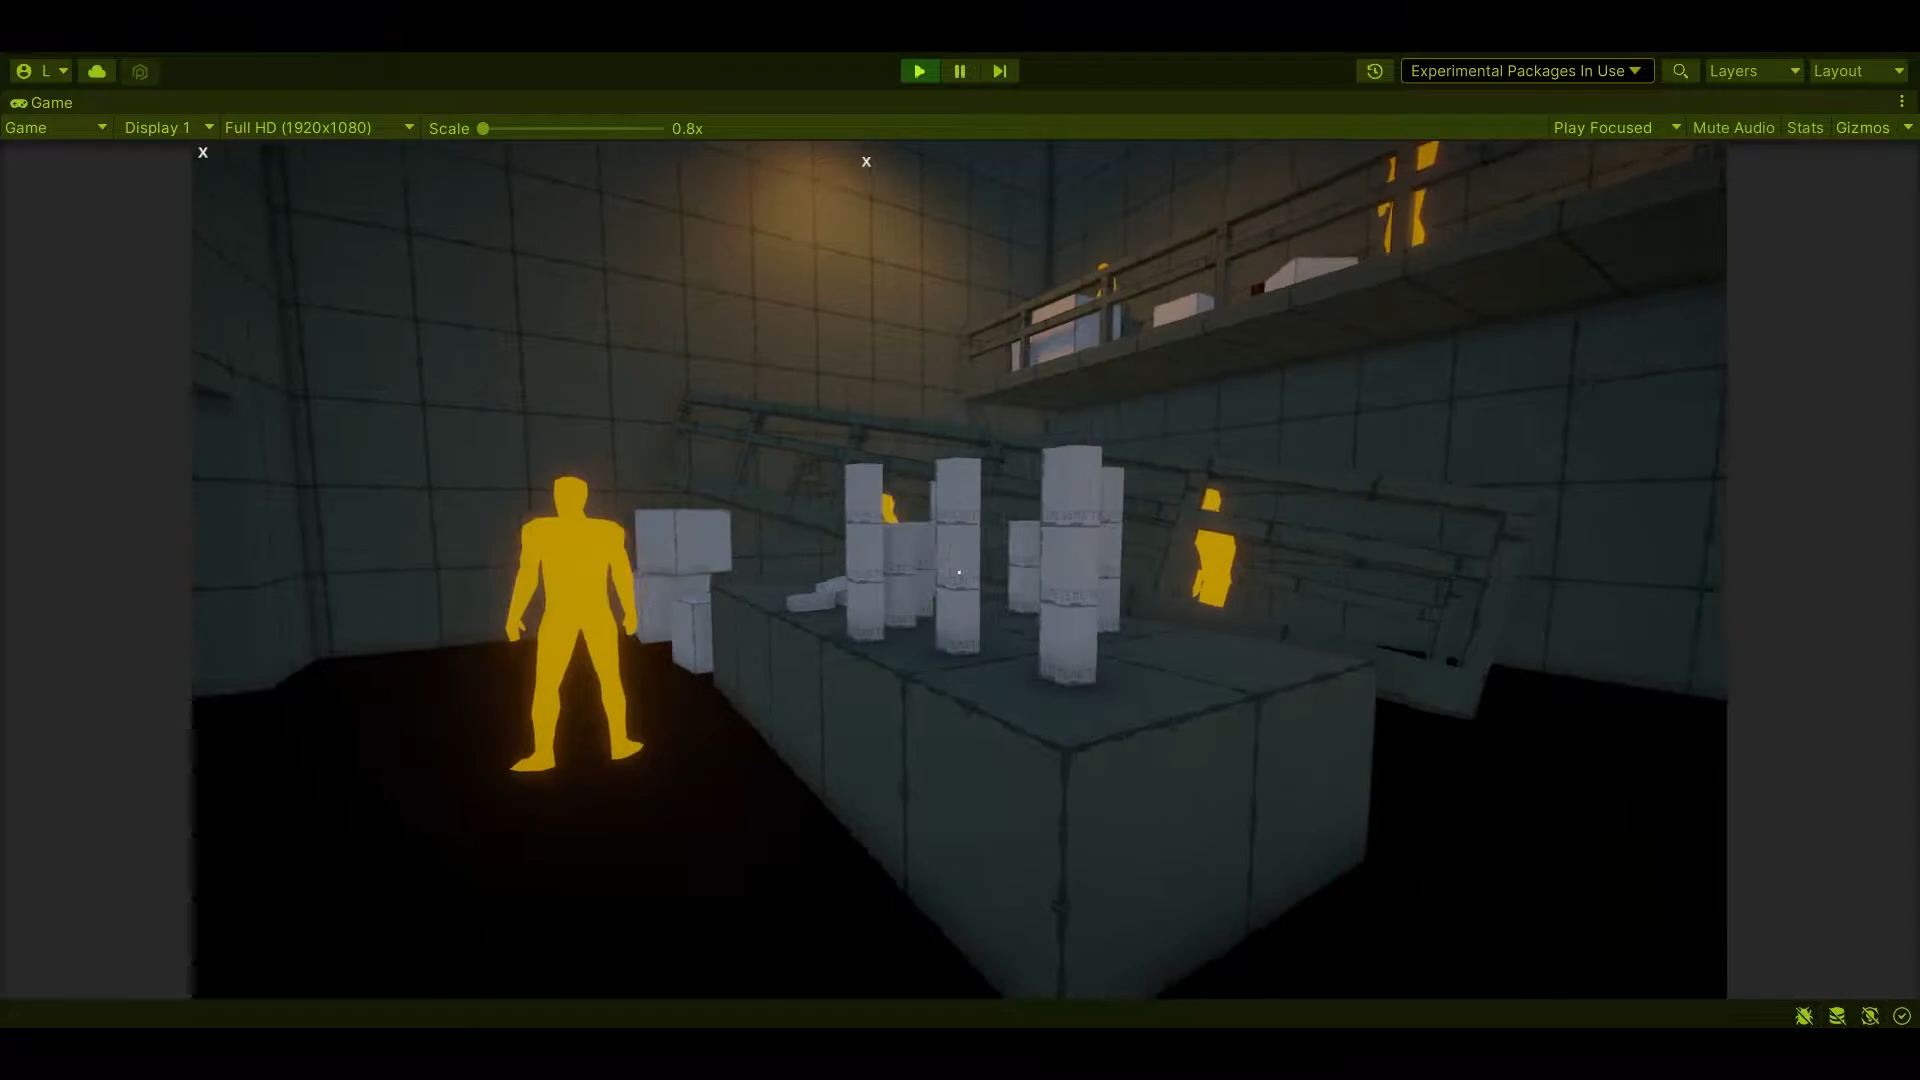 L
Experimental Packages In Use
Layers
Layout
Game
Game
Display 1
Full HD (1920x1080)
Scale
0.8x
Play Focused
Mute Audio
Stats
Gizmos
x
x